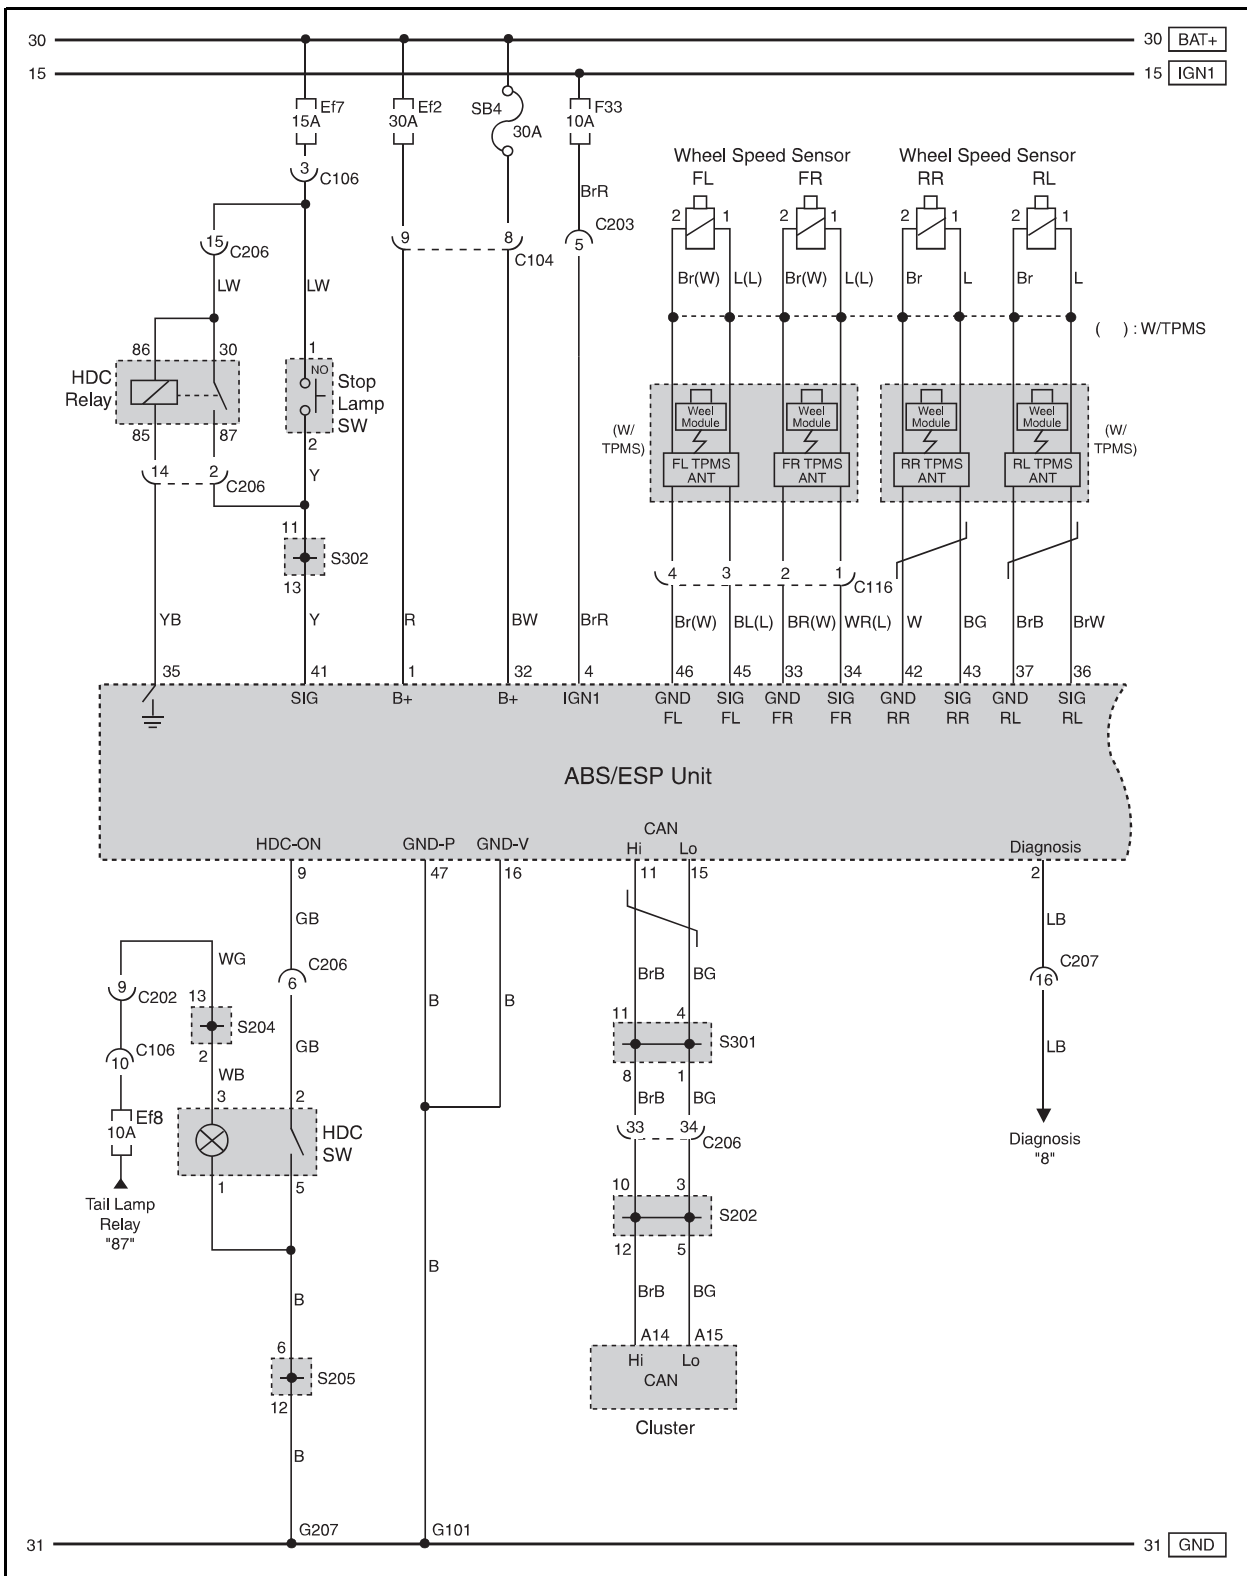 30
30 BAT+
15
15 IGN1
Ef7
15A
Ef2
30A
SB4
30A
F33
10A
3
C106
BrR
15
C206
9
8
C104
C203
5
Wheel Speed Sensor
FL FR
Wheel Speed Sensor
RR RL
2 1 2 1 2 1 2 1
Br(W) L(L) Br(W) L(L) Br L Br L
( ) : W/TPMS
LW
LW
86 30
HDC
Relay
85 87
1
NO
Stop
Lamp
SW
2
(W/
TPMS)
Weel
Module
Weel
Module
Weel
Module
Weel
Module
(W/
TPMS)
FL TPMS
ANT
FR TPMS
ANT
RR TPMS
ANT
RL TPMS
ANT
14 2
C206
Y
11
S302
13
4 3 2 1
C116
YB Y R BW BrR Br(W) BL(L) BR(W) WR(L) W BG BrB BrW
35 41 1 32 4 46 45 33 34 42 43 37 36
SIG B+ B+ IGN1 GND SIG GND SIG GND SIG GND SIG
FL FL FR FR RR RR RL RL
ABS/ESP Unit
CAN
HDC-ON GND-P GND-V Hi Lo Diagnosis
9 47 16 11 15 2
GB
LB
WG
C206
6
9
C202
13
S204
2
BrB BG
C207
16
B B
C106
10
GB
11 4
S301
8 1
LB
WB
3 2
BrB BG
Ef8
10A
HDC
SW
33 34
C206
Diagnosis
"8"
1 5
Tail Lamp
Relay
"87"
10 3
S202
12 5
B
BrB BG
B
6
S205
12
A14 A15
Hi Lo
CAN
Cluster
B
G207
G101
31
31 GND